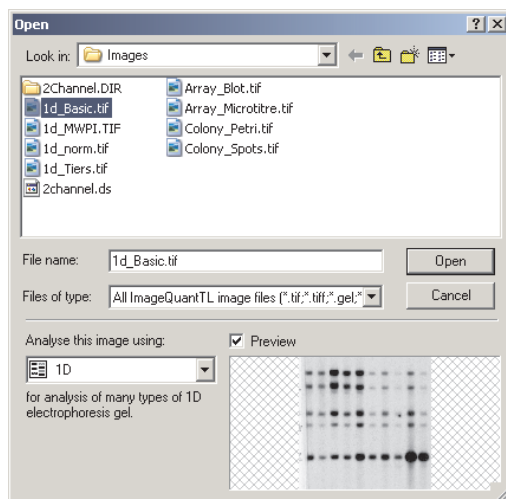 Open
Look in: Images
2Channel.DIR
1d_Basic.tif
1d_MWPI.TIF
1d_norm.tif
1d_Tiers.tif
2channel.ds
Array_Blot.tif
Array_Microtitre.tif
Colony_Petri.tif
Colony_Spots.tif
File name: 1d_Basic.tif Open
Files of type: All ImageQuantTL image files (*.tif;*.tiff;*.gel;* Cancel
Analyse this image using: Preview
1D
for analysis of many types of 1D
electrophoresis gel.